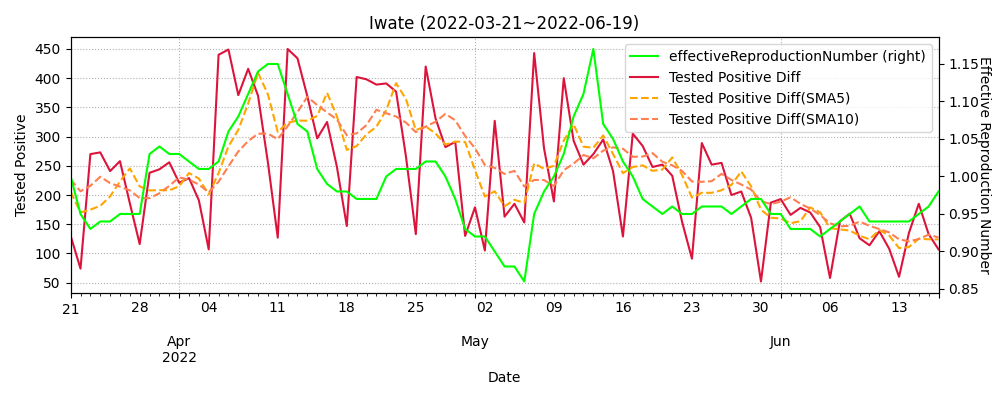 Iwate (2022-03-21~2022-06-19)
effectiveReproductionNumber (right)
Tested Positive Diff
Tested Positive Diff(SMA5)
Tested Positive Diff(SMA10)
Tested Positive
450
400
350
300
250
200
150
100
50
1.15
1.10
1.05
1.00
0.95
0.90
0.85
Effective Reproduction Number
21 28 04 11 18 25 02 09 16 23 30 06 13
Apr May Jun
2022
Date